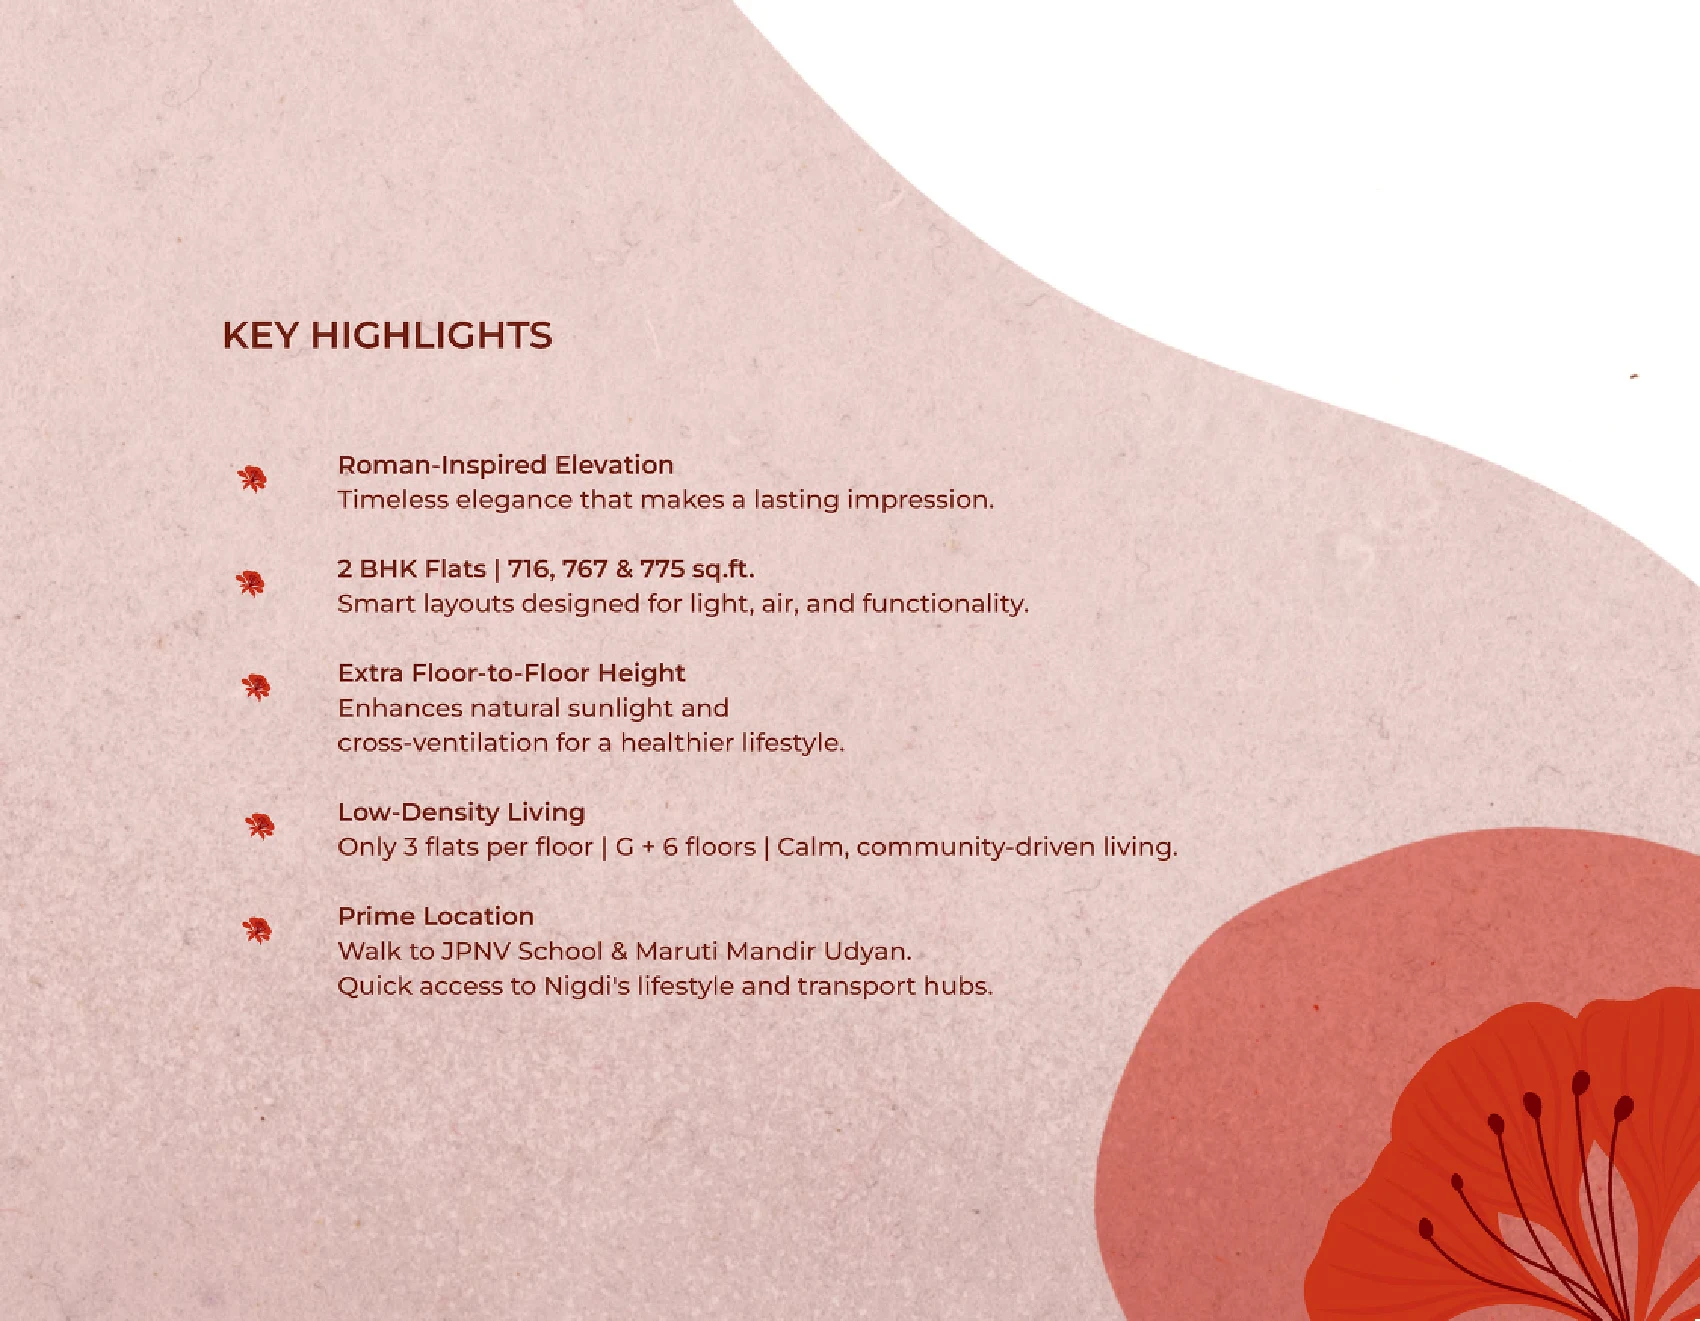 KEY HIGHLIGHTS
Roman-Inspired Elevation
Timeless elegance that makes a lasting impression.
2 BHK Flats | 716, 767 & 775 sq.ft.
Smart layouts designed for light, air, and functionality.
Extra Floor-to-Floor Height
Enhances natural sunlight and
cross-ventilation for a healthier lifestyle.
Low-Density Living
Only 3 flats per floor | G + 6 floors | Calm, community-driven living.
Prime Location
Walk to JPNV School & Maruti Mandir Udyan.
Quick access to Nigdi's lifestyle and transport hubs.